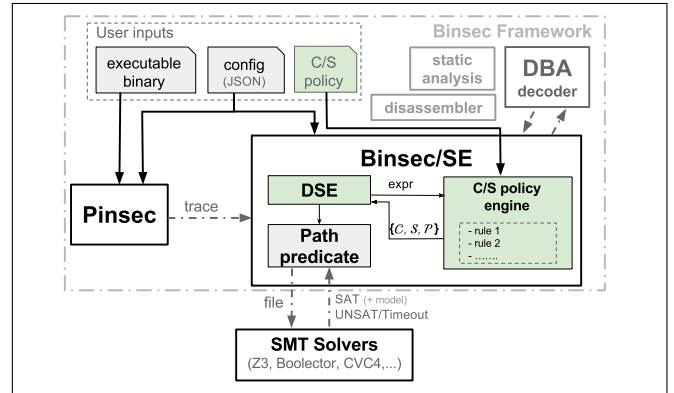 User inputs
Binsec Framework
executable
binary
config
(JSON)
C/S
policy
static
analysis
disassembler
DBA
decoder
Binsec/SE
Pinsec
trace
DSE
expr
C/S policy
engine
{C, S, P}
- rule 1
- rule 2
- .......
Path
predicate
file
SAT (+ model)
UNSAT/Timeout
SMT Solvers
(Z3, Boolector, CVC4,...)